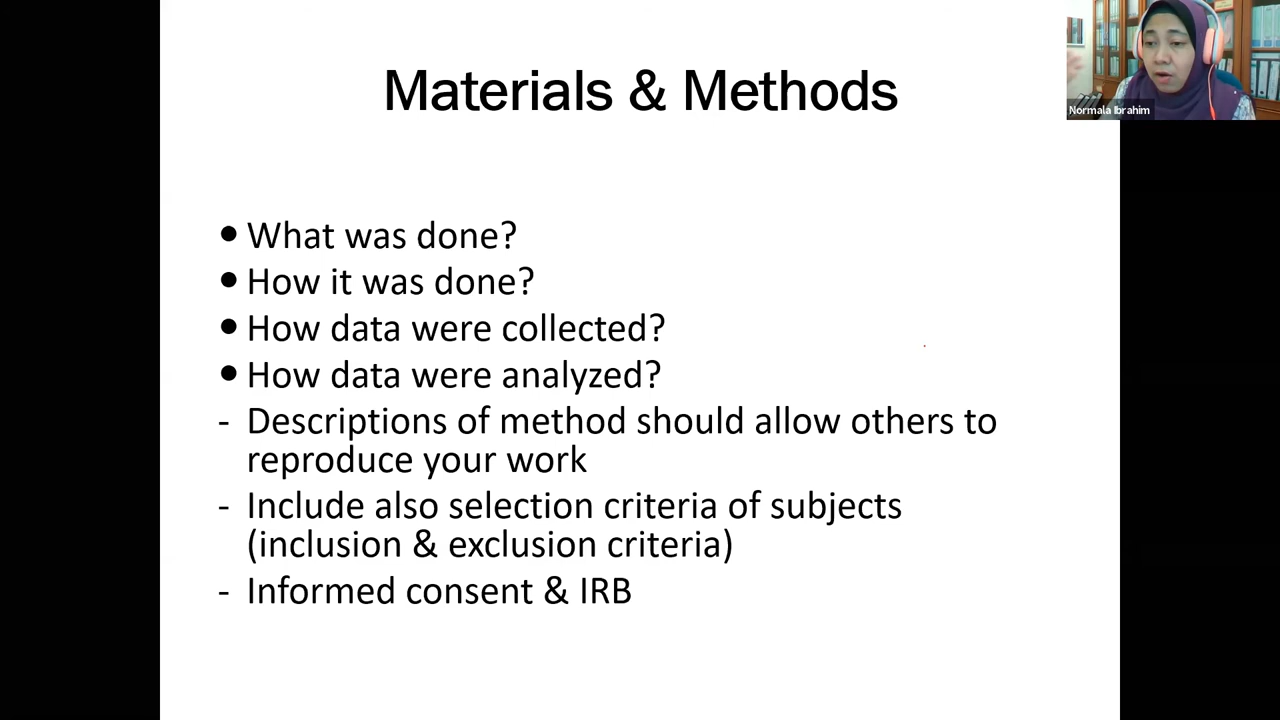 Materials & Methods
Normala Ibrahim
• What was done?
• How it was done?
• How data were collected?
• How data were analyzed?
- Descriptions of method should allow others to
reproduce your work
- Include also selection criteria of subjects
(inclusion & exclusion criteria)
- Informed consent & IRB